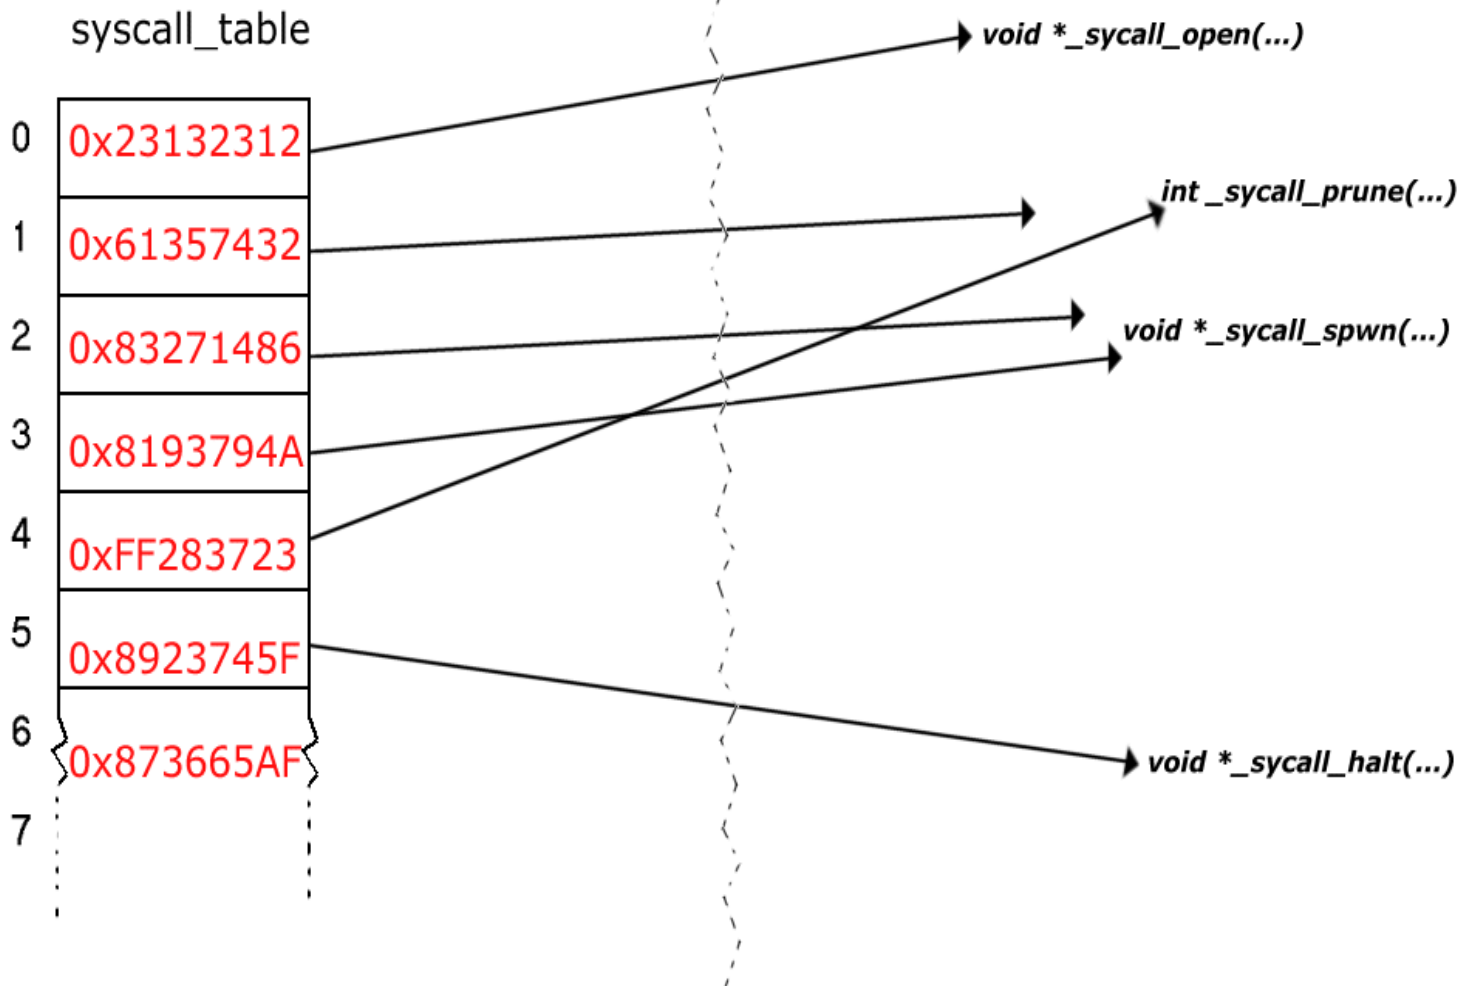 syscall_table
void *_sycall_open(...)
0 0x23132312
int _sycall_prune(...)
1 0x61357432
2 0x83271486
void *_sycall_spwn(...)
3 0x8193794A
4 0xFF283723
5 0x8923745F
6 0x873665AF
void *_sycall_halt(...)
7